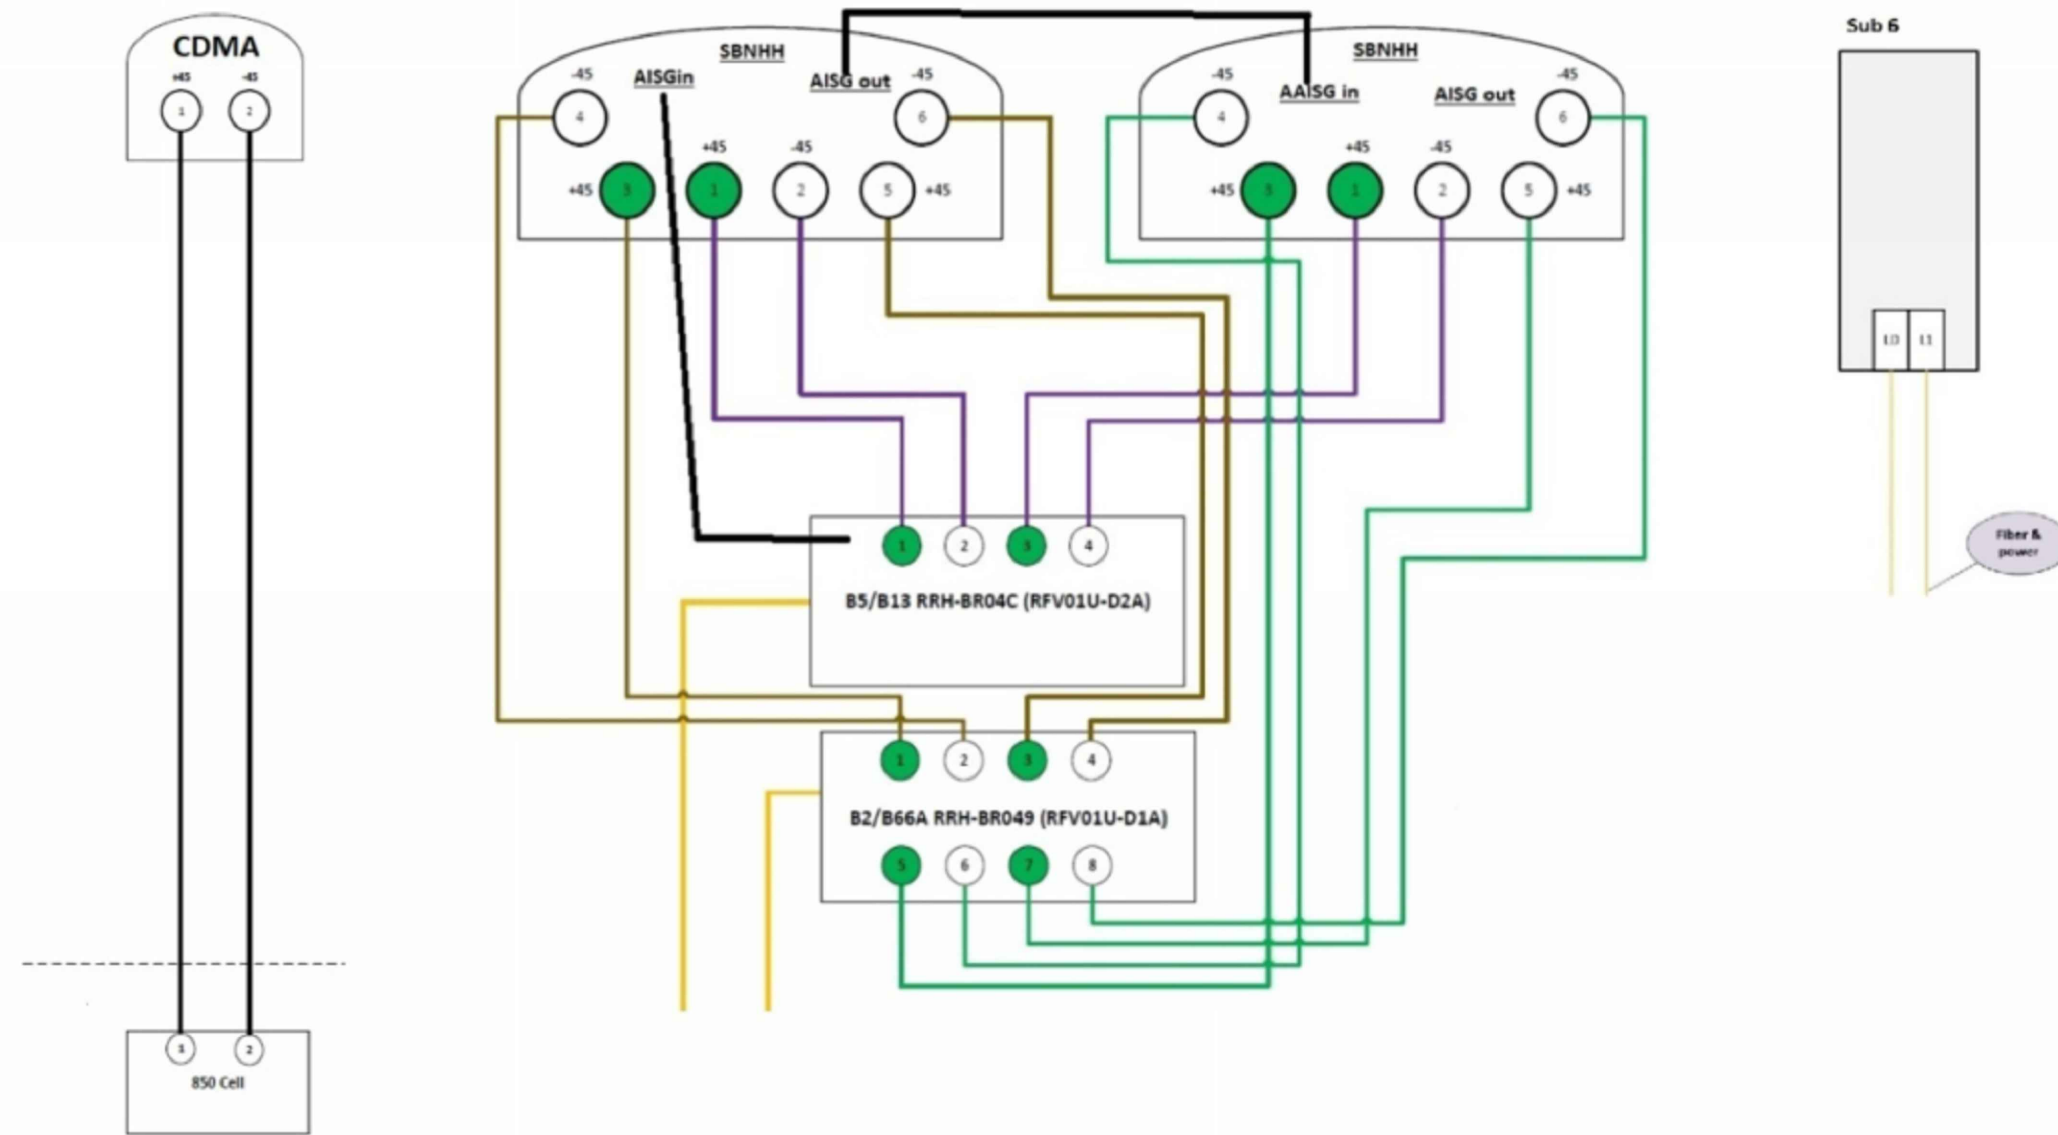 CDMA
+45 -45
1 2
850 Cell
1 2
SBNHH
AISGin
AISG out
-45 -45
4 6
+45 -45
+45 3 1 2 5 +45
SBNHH
AAISG in
AISG out
-45 -45
4 6
+45 -45
+45 3 1 2 5 +45
1 2 3 4
B5/B13 RRH-BR04C (RFV01U-D2A)
1 2 3 4
B2/B66A RRH-BR049 (RFV01U-D1A)
5 6 7 8
Sub 6
L0 L1
Fiber &
power